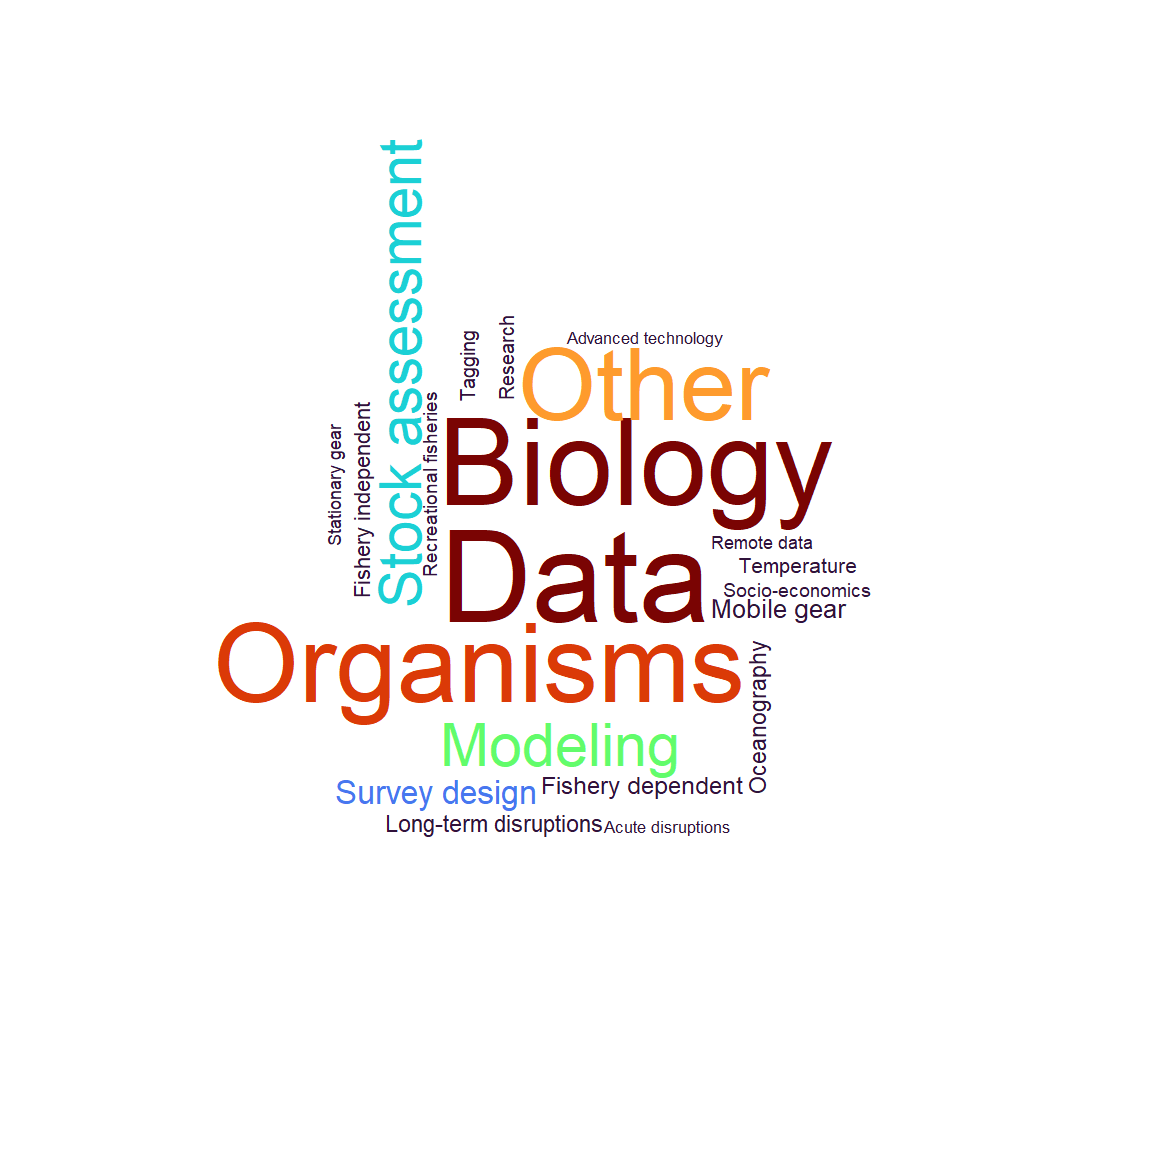 Stock assessment
Tagging
Research
Advanced technology
Other
Stationary gear
Fishery independent
Recreational fisheries
Biology
Data
Remote data
Temperature
Socio-economics
Mobile gear
Organisms
Oceanography
Modeling
Survey design
Fishery dependent
Long-term disruptions
Acute disruptions